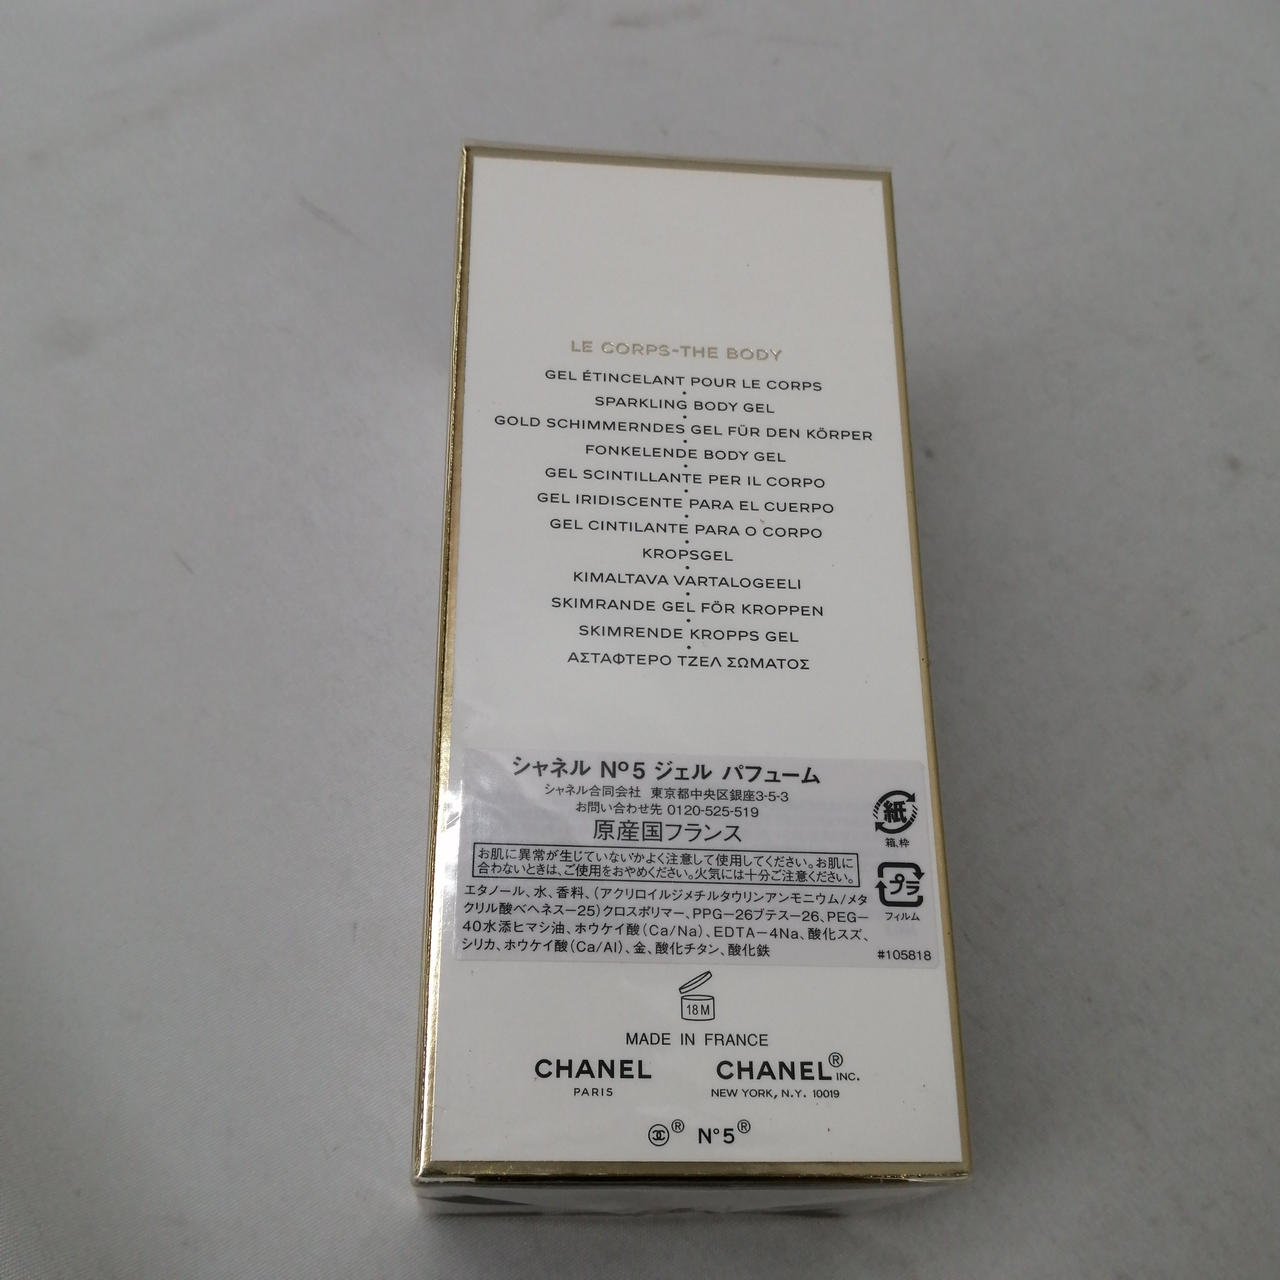 LE CORPS-THE BODY
GEL ÉTINCELANT POUR LE CORPS
SPARKLING BODY GEL
GOLD SCHIMMERNDES GEL FÜR DEN KÖRPER
FONKELENDE BODY GEL
GEL SCINTILLANTE PER IL CORPO
GEL IRIDISCENTE PARA EL CUERPO
GEL CINTILANTE PARA O CORPO
KROPSGEL
KIMALTAVA VARTALOGEELI
SKIMRANDE GEL FÖR KROPPEN
SKIMRENDE KROPPS GEL
ΑΣΤΑΦΤΕΡΟ ΤΖΕΛ ΣΩΜΑΤΟΣ
シャネル Nº5 ジェル パフューム
シャネル合同会社 東京都中央区銀座3-5-3
お問い合わせ先 0120-525-519
原産国フランス
お肌に異常が生じていないかよく注意して使用してください。お肌に
合わないときは、ご使用をおやめください。火気には十分ご注意ください。
エタノール、水、香料、(アクリロイルジメチルタウリンアンモニウム/メタ
クリル酸ベヘネス-25)クロスポリマー、PPG-26ブテス-26、PEG-
40水添ヒマシ油、ホウケイ酸(Ca/Na)、EDTA-4Na、酸化スズ、
シリカ、ホウケイ酸(Ca/Al)、金、酸化チタン、酸化鉄
紙
箱、枠
プラ
フィルム
#105818
18 M
MADE IN FRANCE
CHANEL
PARIS
CHANEL® INC.
NEW YORK, N.Y. 10019
® N°5®